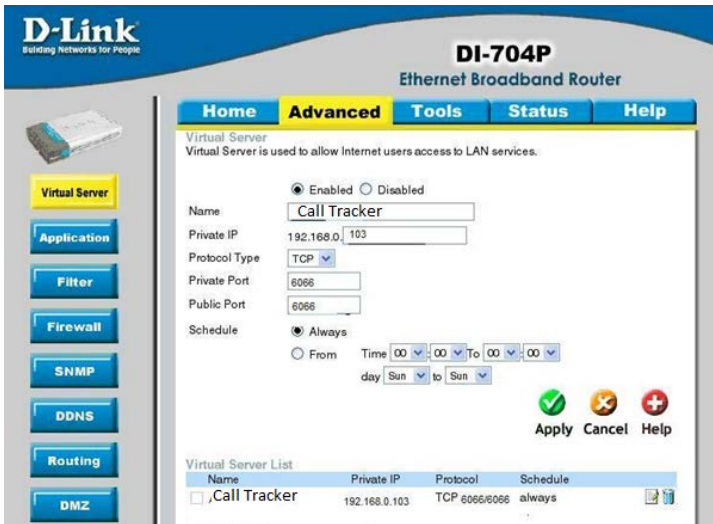 D-Link
Building Networks for People
DI-704P
Ethernet Broadband Router
Home Advanced Tools Status Help
Virtual Server
Application
Filter
Firewall
SNMP
DDNS
Routing
DMZ
Virtual Server
Virtual Server is used to allow Internet users access to LAN services.
Enabled Disabled
Name Call Tracker
Private IP 192.168.0. 103
Protocol Type TCP
Private Port 6066
Public Port 6066
Schedule Always
From Time 00 : 00 To 00 : 00
day Sun to Sun
Apply Cancel Help
Virtual Server List
Name Private IP Protocol Schedule
Call Tracker 192.168.0.103 TCP 6066/6066 always